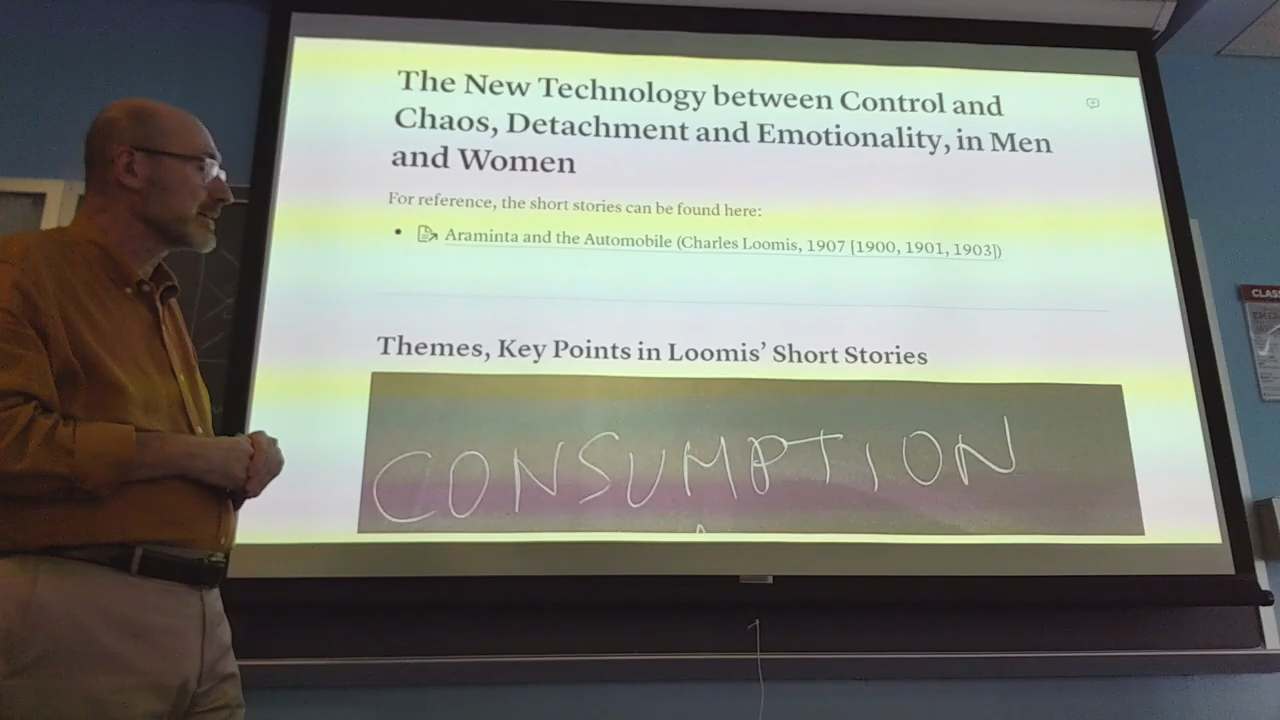 The New Technology between Control and
Chaos, Detachment and Emotionality, in Men
and Women
For reference, the short stories can be found here:
• Araminta and the Automobile (Charles Loomis, 1907 [1900, 1901, 1903])
Themes, Key Points in Loomis’ Short Stories
CONSUMPTION
CLAS